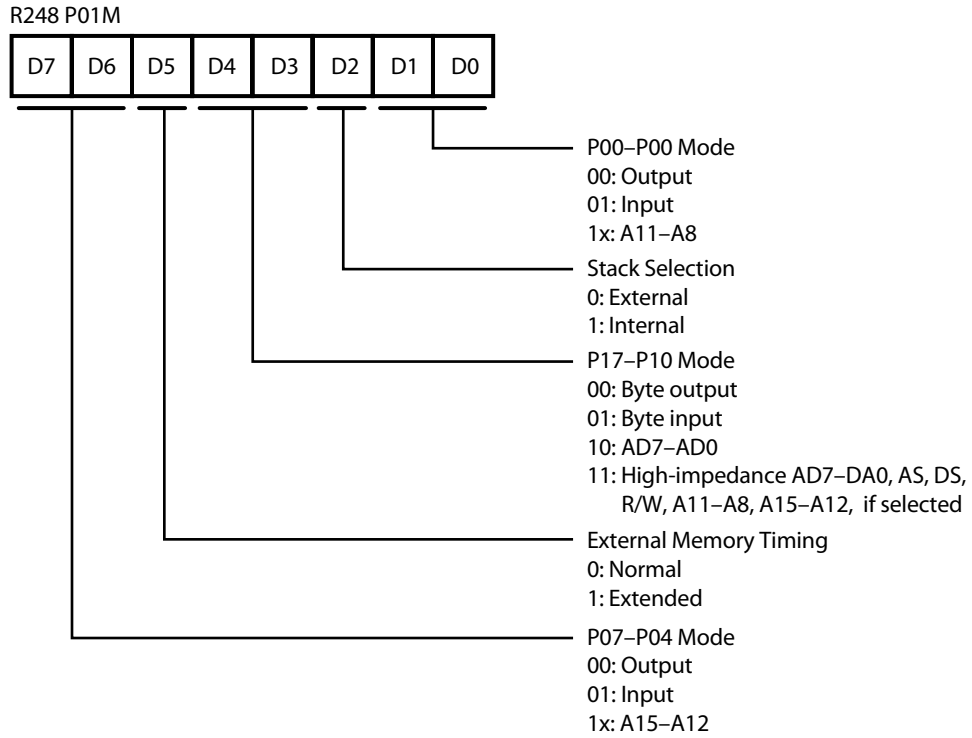 R248 P01M
D7 D6 D5 D4 D3 D2 D1 D0
P00–P00 Mode
00: Output
01: Input
1x: A11–A8
Stack Selection
0: External
1: Internal
P17–P10 Mode
00: Byte output
01: Byte input
10: AD7–AD0
11: High-impedance AD7–DA0, AS, DS,
R/W, A11–A8, A15–A12, if selected
External Memory Timing
0: Normal
1: Extended
P07–P04 Mode
00: Output
01: Input
1x: A15–A12